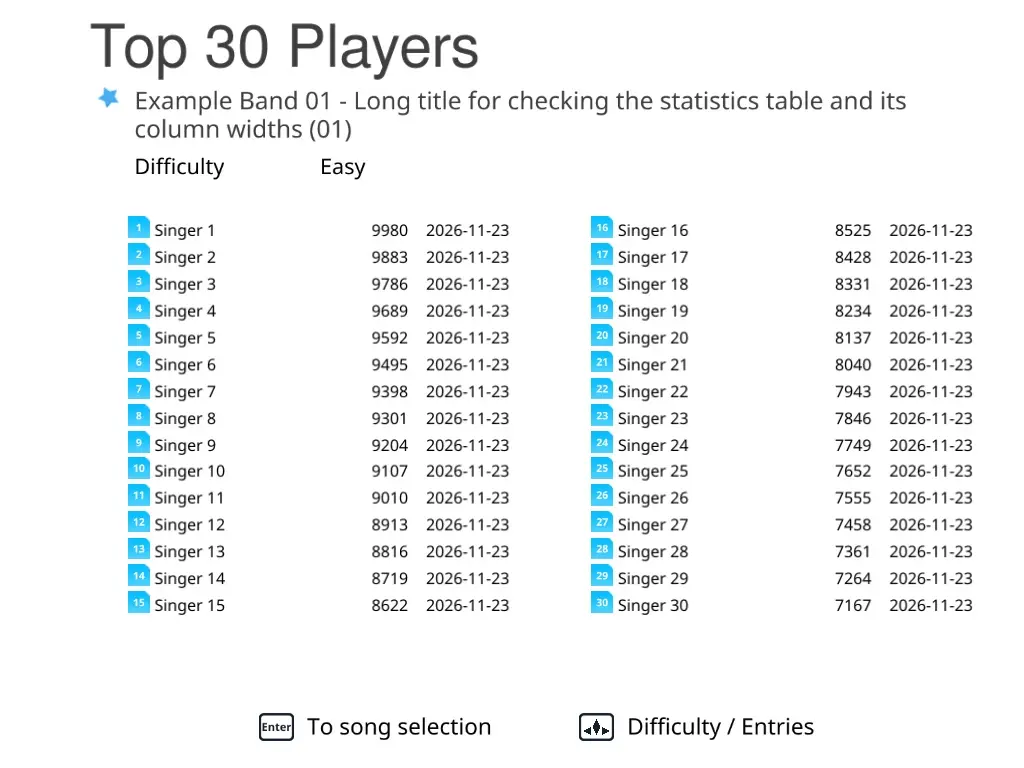 Top 30 Players
Example Band 01 - Long title for checking the statistics table and its
column widths (01)
Difficulty Easy
1 Singer 1 9980 2026-11-23
2 Singer 2 9883 2026-11-23
3 Singer 3 9786 2026-11-23
4 Singer 4 9689 2026-11-23
5 Singer 5 9592 2026-11-23
6 Singer 6 9495 2026-11-23
7 Singer 7 9398 2026-11-23
8 Singer 8 9301 2026-11-23
9 Singer 9 9204 2026-11-23
10 Singer 10 9107 2026-11-23
11 Singer 11 9010 2026-11-23
12 Singer 12 8913 2026-11-23
13 Singer 13 8816 2026-11-23
14 Singer 14 8719 2026-11-23
15 Singer 15 8622 2026-11-23
16 Singer 16 8525 2026-11-23
17 Singer 17 8428 2026-11-23
18 Singer 18 8331 2026-11-23
19 Singer 19 8234 2026-11-23
20 Singer 20 8137 2026-11-23
21 Singer 21 8040 2026-11-23
22 Singer 22 7943 2026-11-23
23 Singer 23 7846 2026-11-23
24 Singer 24 7749 2026-11-23
25 Singer 25 7652 2026-11-23
26 Singer 26 7555 2026-11-23
27 Singer 27 7458 2026-11-23
28 Singer 28 7361 2026-11-23
29 Singer 29 7264 2026-11-23
30 Singer 30 7167 2026-11-23
Enter To song selection
Difficulty / Entries